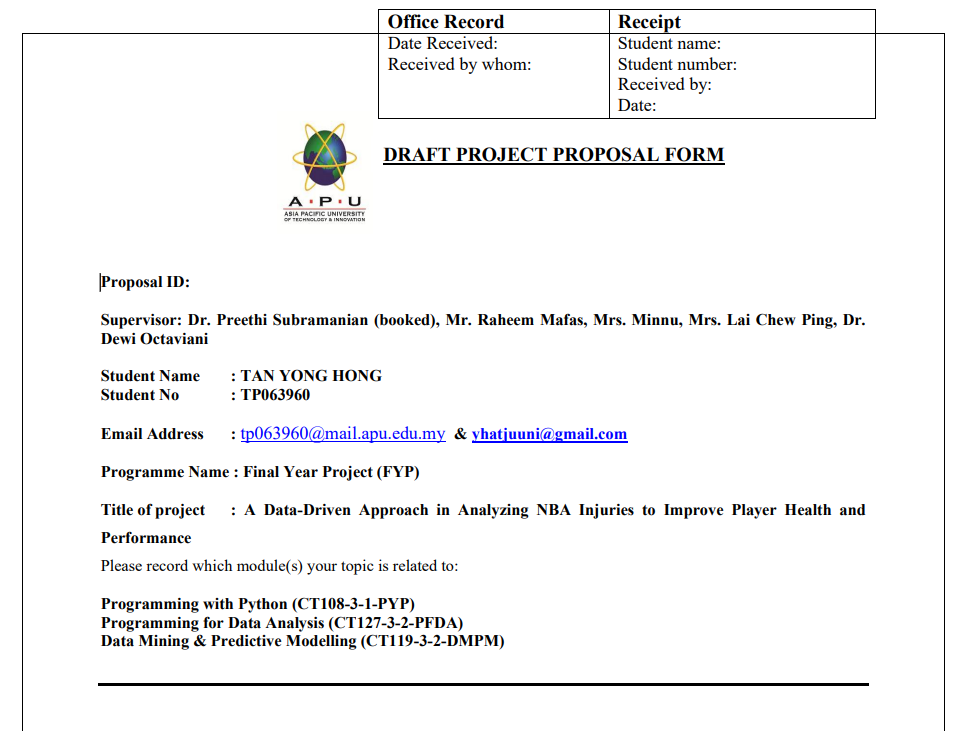 Office Record
Receipt
Date Received:
Student name:
Received by whom:
Student number:
Received by:
Date:
A·P·U
ASIA PACIFIC UNIVERSITY
OF TECHNOLOGY & INNOVATION
DRAFT PROJECT PROPOSAL FORM
Proposal ID:
Supervisor: Dr. Preethi Subramanian (booked), Mr. Raheem Mafas, Mrs. Minnu, Mrs. Lai Chew Ping, Dr.
Dewi Octaviani
Student Name : TAN YONG HONG
Student No : TP063960
Email Address : tp063960@mail.apu.edu.my & yhatjuuni@gmail.com
Programme Name : Final Year Project (FYP)
Title of project : A Data-Driven Approach in Analyzing NBA Injuries to Improve Player Health and
Performance
Please record which module(s) your topic is related to:
Programming with Python (CT108-3-1-PYP)
Programming for Data Analysis (CT127-3-2-PFDA)
Data Mining & Predictive Modelling (CT119-3-2-DMPM)